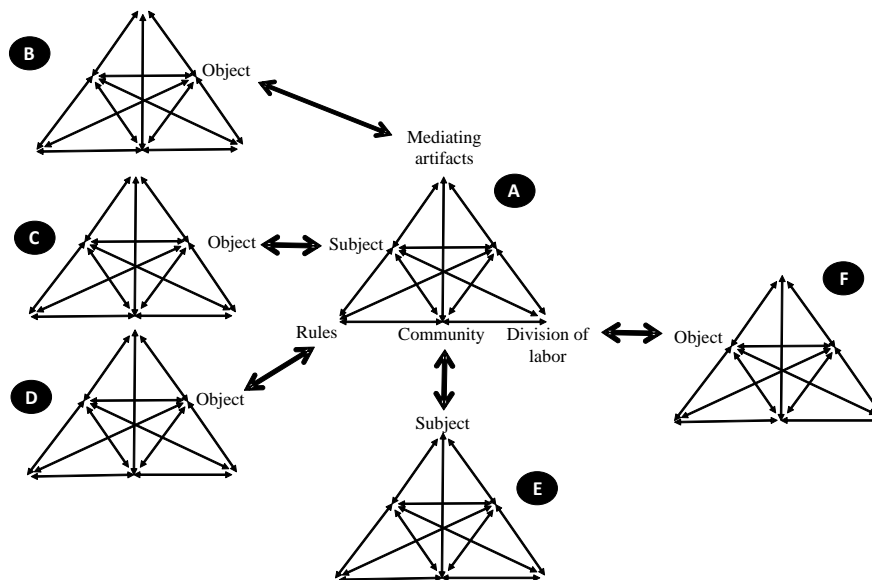 B
Object
Mediating
artifacts
A
C
Object
Subject
F
Rules
Community
Division of
labor
Object
D
Object
Subject
E